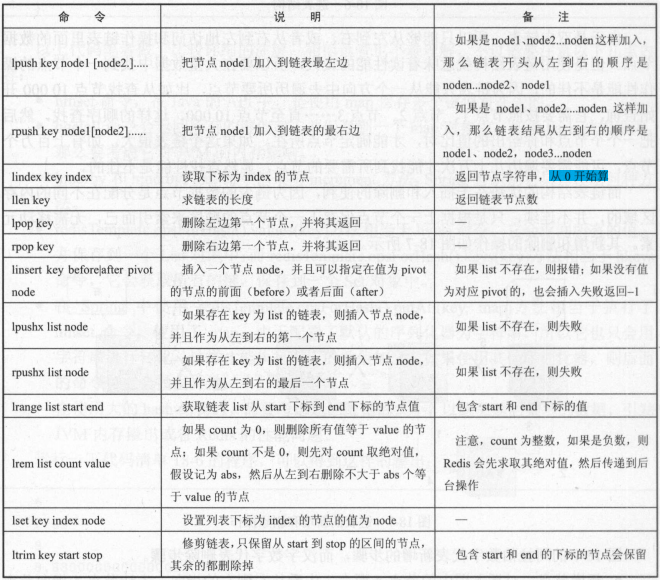 命 令 说 明 备 注
lpush key node1 [node2.]..... 把节点 node1 加入到链表最左边 如果是 node1、node2...noden 这样加入,
那么链表开头从左到右的顺序是
noden...node2、node1
rpush key node1[node2]...... 把节点 node1 加入到链表的最右边 如果是 node1、node2....noden 这样加
入，那么链表结尾从左到右的顺序是
node1、node2，node3...noden
lindex key index 读取下标为 index 的节点 返回节点字符串，从 0 开始算
llen key 求链表的长度 返回链表节点数
lpop key 删除左边第一个节点，并将其返回 —
rpop key 删除右边第一个节点，并将其返回 —
linsert key before|after pivot
node
插入一个节点 node，并且可以指定在值为 pivot
的节点的前面（before）或者后面（after）
如果 list 不存在，则报错；如果没有值
为对应 pivot 的，也会插入失败返回–1
lpushx list node
如果存在 key 为 list 的链表，则插入节点 node,
并且作为从左到右的第一个节点
如果 list 不存在，则失败
rpushx list node
如果存在 key 为 list 的链表，则插入节点 node,
并且作为从左到右的最后一个节点
如果 list 不存在，则失败
lrange list start end 获取链表 list 从 start 下标到 end 下标的节点值 包含 start 和 end 下标的值
lrem list count value
如果 count 为 0，则删除所有值等于 value 的节
点；如果 count 不是 0，则先对 count 取绝对值，
假设记为 abs，然后从左到右删除不大于 abs 个等
于 value 的节点
注意，count 为整数，如果是负数，则
Redis 会先求取其绝对值，然后传递到后
台操作
lset key index node 设置列表下标为 index 的节点的值为 node —
ltrim key start stop
修剪链表，只保留从 start 到 stop 的区间的节点，
其余的都删除掉
包含 start 和 end 的下标的节点会保留